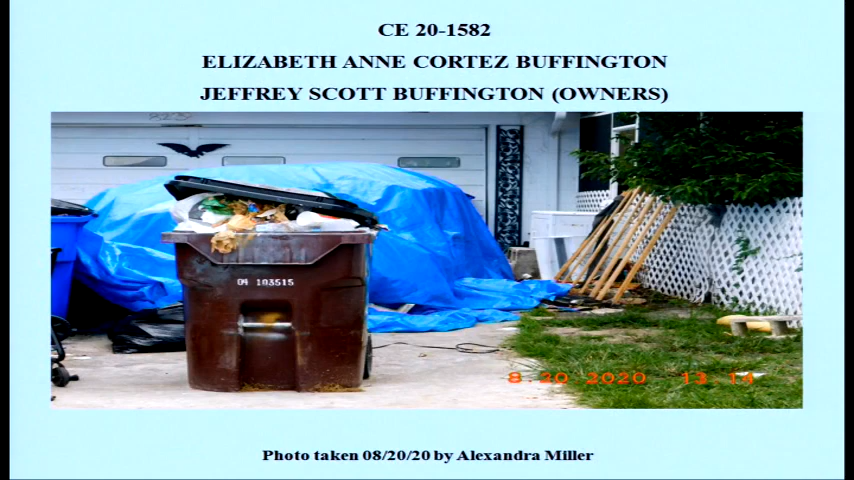 CE 20-1582
ELIZABETH ANNE CORTEZ BUFFINGTON
JEFFREY SCOTT BUFFINGTON (OWNERS)
823
04 103515
8.20 2020 13 14
Photo taken 08/20/20 by Alexandra Miller